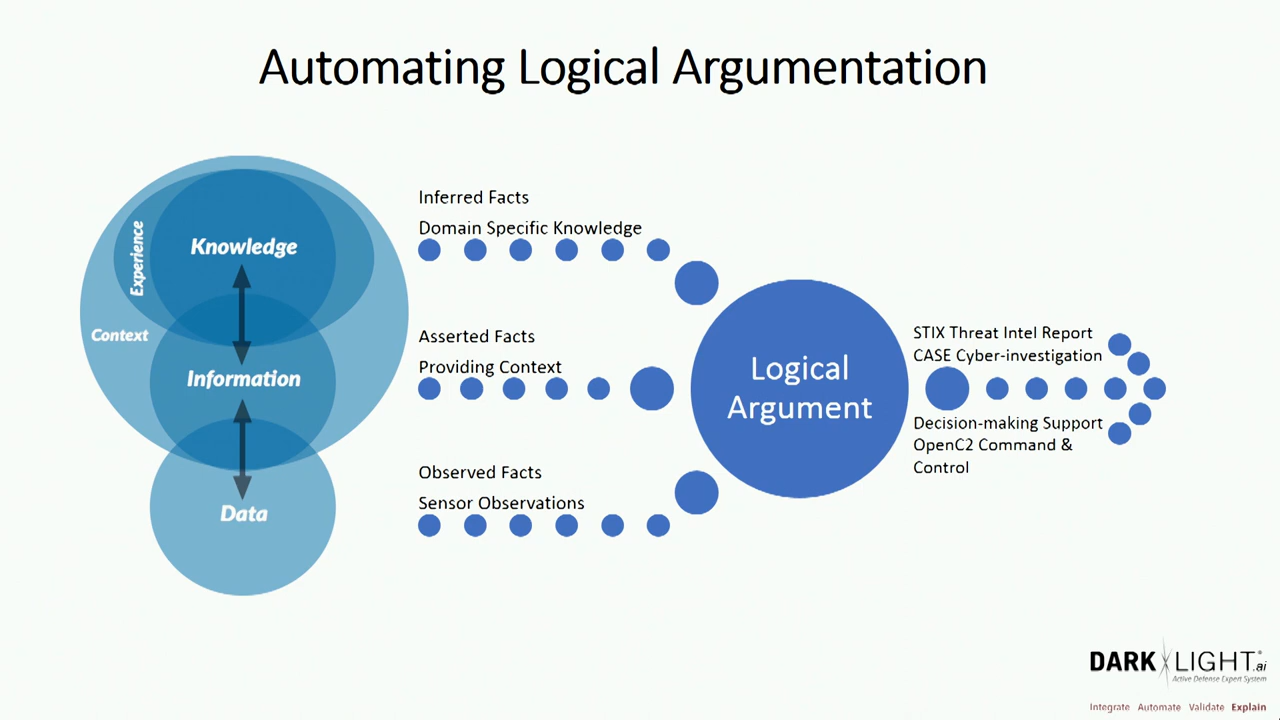 Automating Logical Argumentation
Knowledge
Experience
Context
Information
Data
Inferred Facts
Domain Specific Knowledge
Asserted Facts
Providing Context
Observed Facts
Sensor Observations
Logical
Argument
STIX Threat Intel Report
CASE Cyber-investigation
Decision-making Support
OpenC2 Command &
Control
DARKLIGHT®.ai
Active Defense Expert System
Integrate Automate Validate Explain